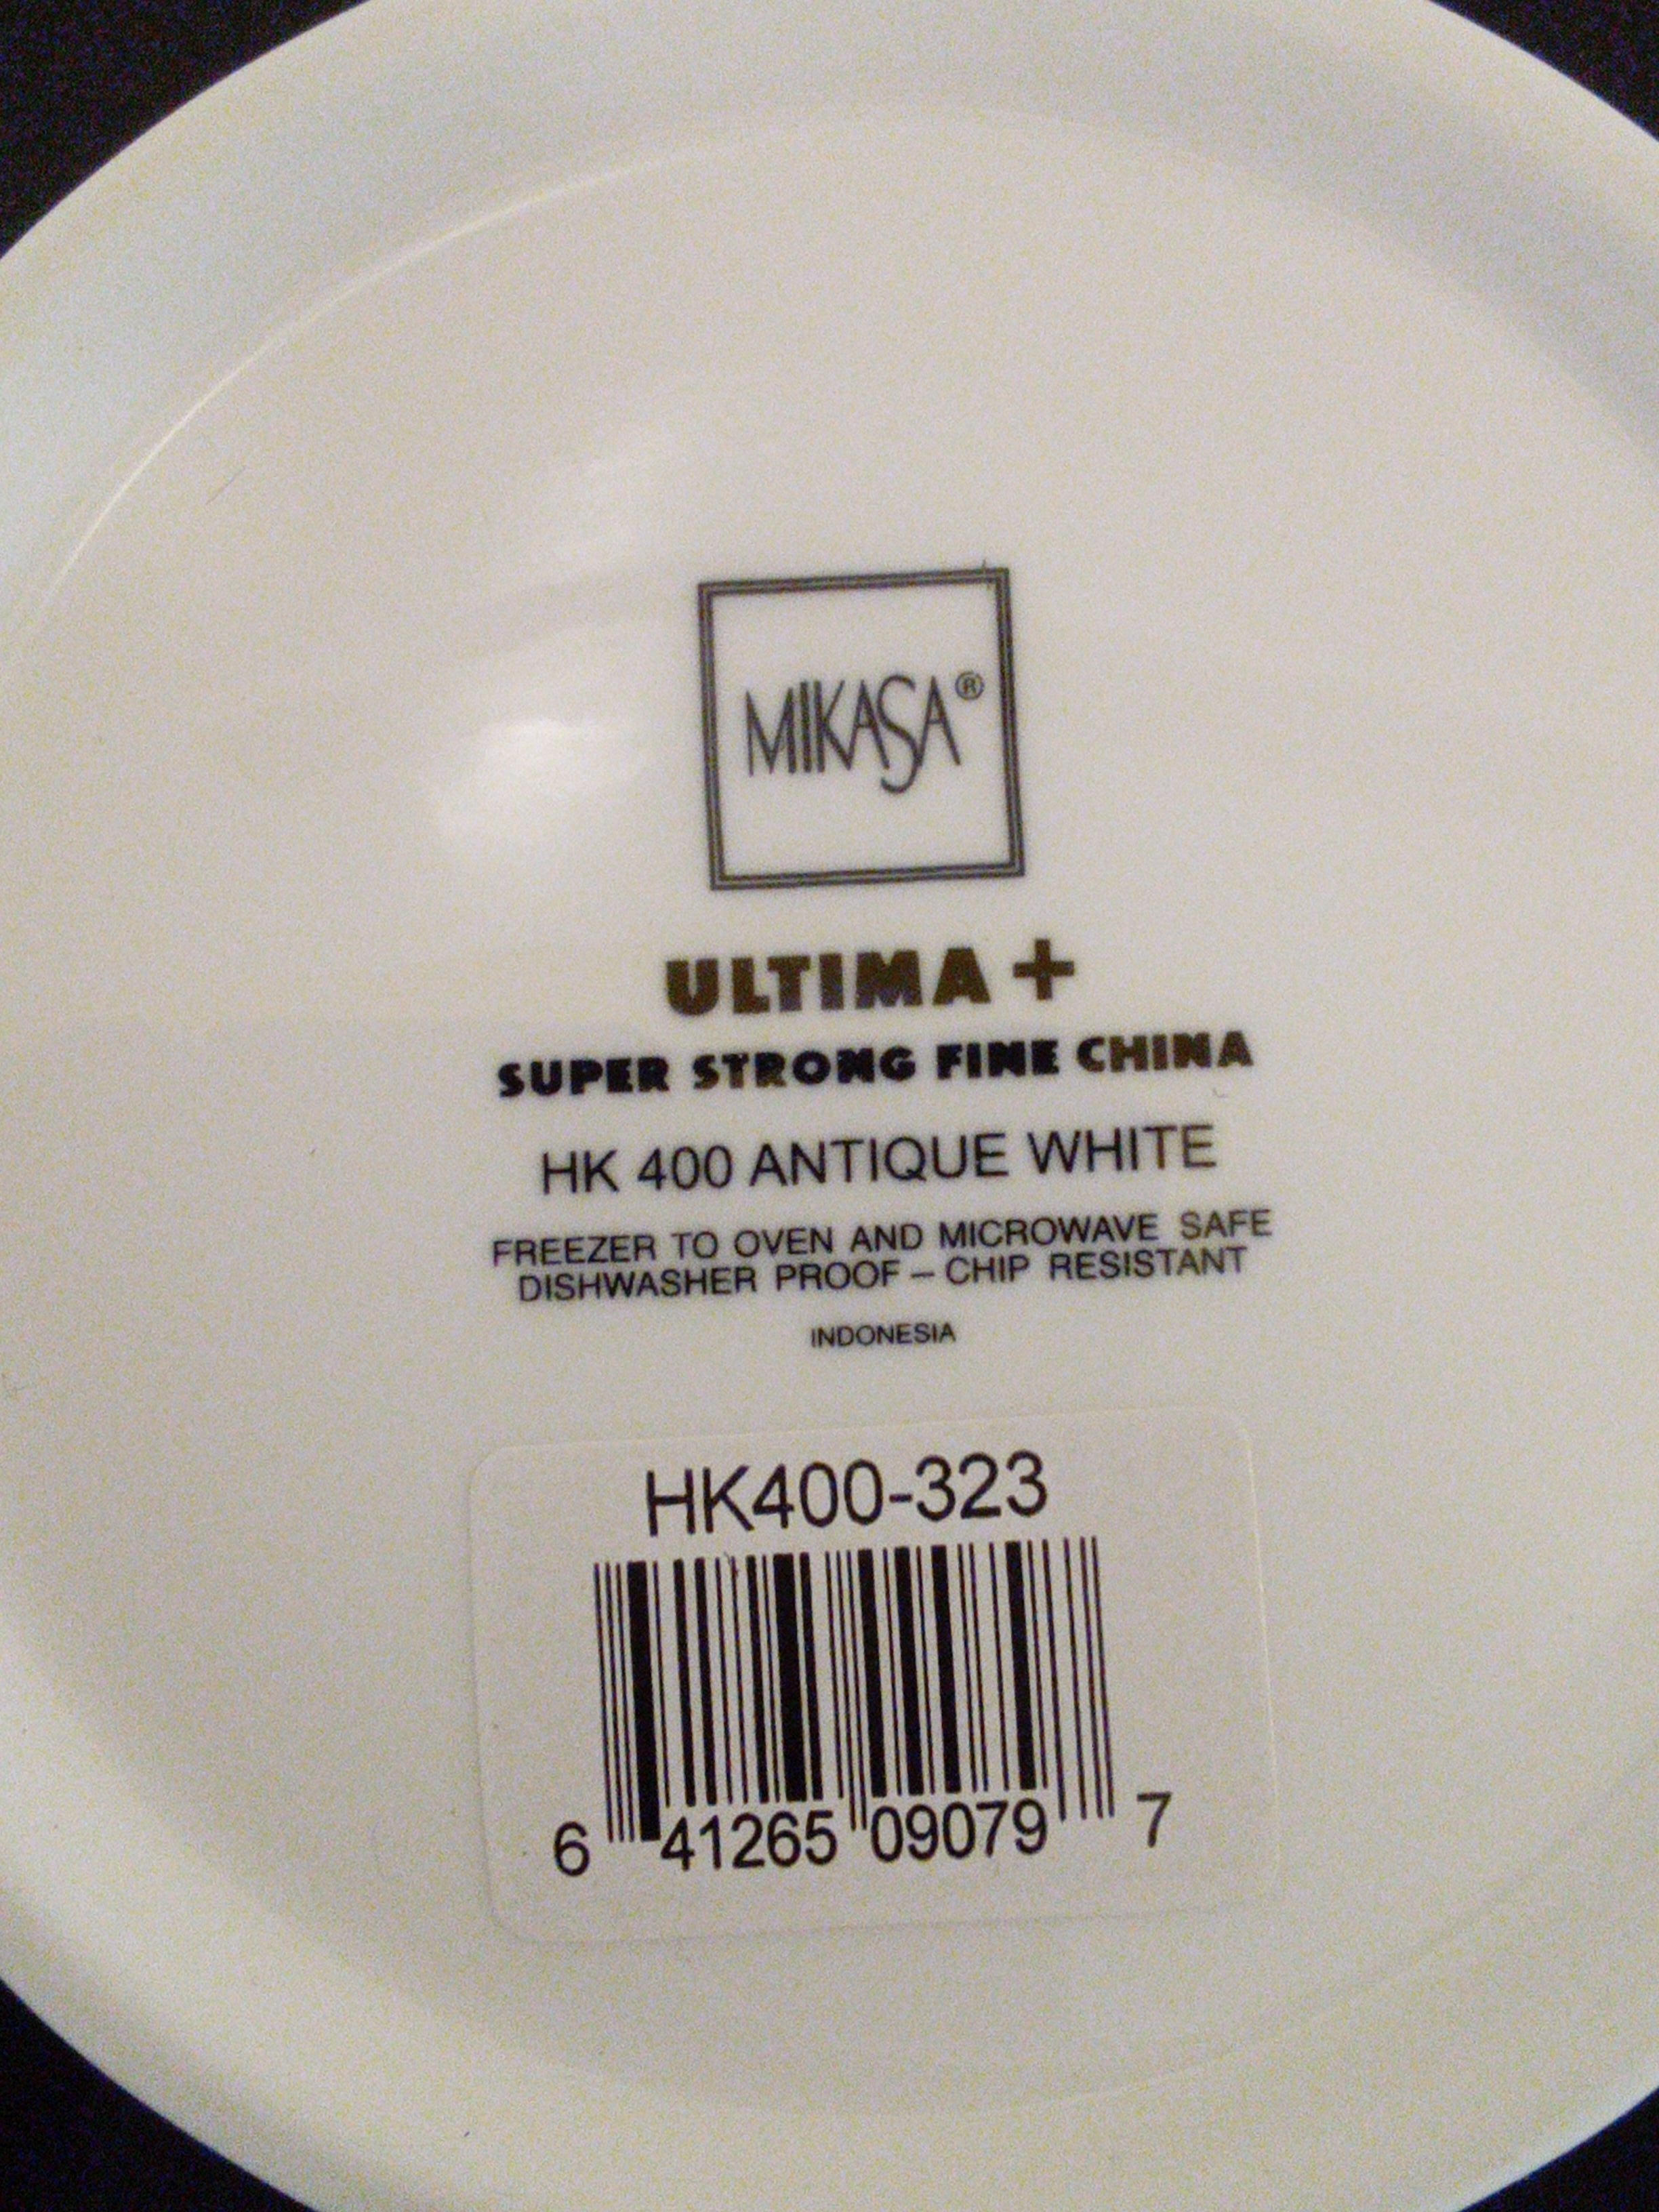 MIKASA®
ULTIMA +
SUPER STRONG FINE CHINA
HK 400 ANTIQUE WHITE
FREEZER TO OVEN AND MICROWAVE SAFE
DISHWASHER PROOF – CHIP RESISTANT
INDONESIA
HK400-323
6 41265 09079 7